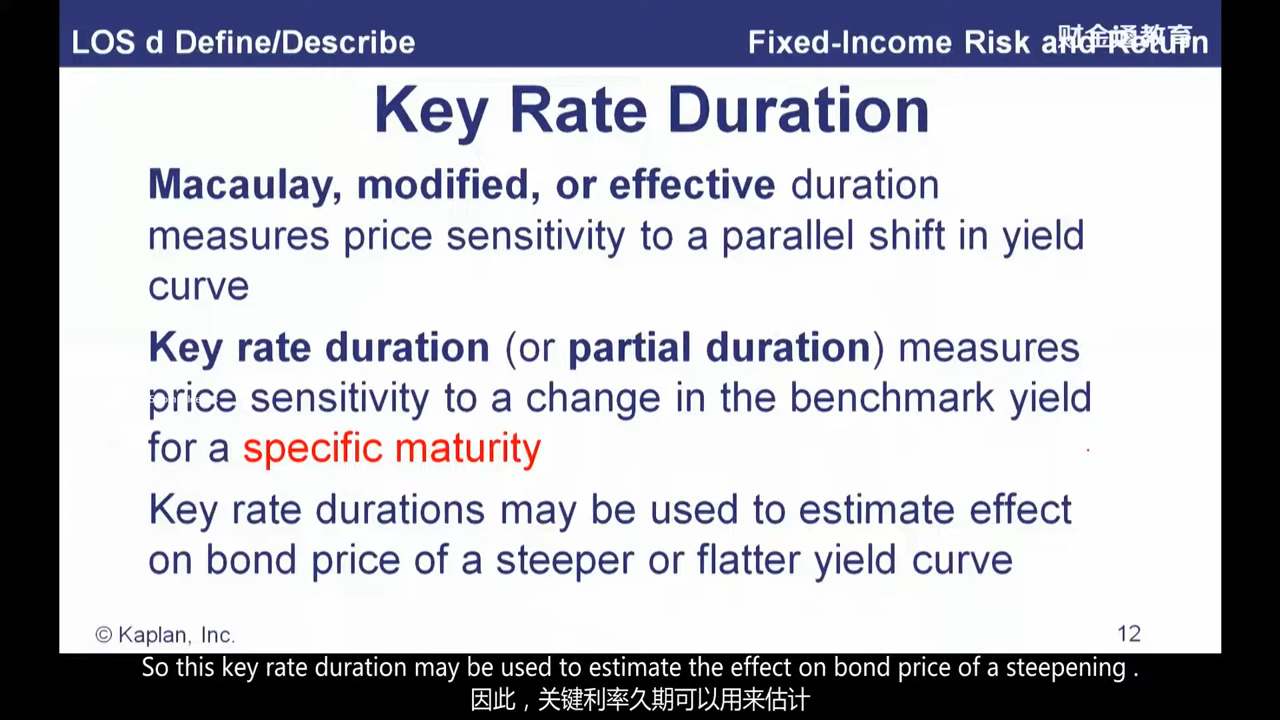 LOS d Define/Describe
Fixed-Income Risk and Return
财金通教育
Key Rate Duration
Macaulay, modified, or effective duration
measures price sensitivity to a parallel shift in yield
curve
Key rate duration (or partial duration) measures
price sensitivity to a change in the benchmark yield
for a specific maturity
Key rate durations may be used to estimate effect
on bond price of a steeper or flatter yield curve
© Kaplan, Inc.
12
So this key rate duration may be used to estimate the effect on bond price of a steepening .
因此，关键利率久期可以用来估计